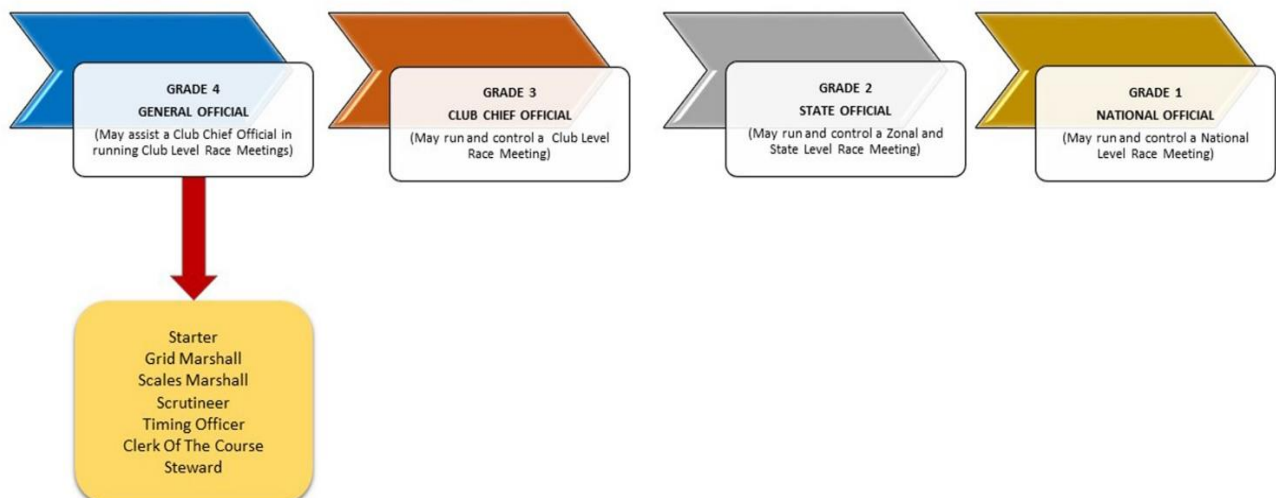 GRADE 4
GENERAL OFFICIAL
(May assist a Club Chief Official in
running Club Level Race Meetings)
GRADE 3
CLUB CHIEF OFFICIAL
(May run and control a Club Level
Race Meeting)
GRADE 2
STATE OFFICIAL
(May run and control a Zonal and
State Level Race Meeting)
GRADE 1
NATIONAL OFFICIAL
(May run and control a National
Level Race Meeting)
Starter
Grid Marshall
Scales Marshall
Scrutineer
Timing Officer
Clerk Of The Course
Steward